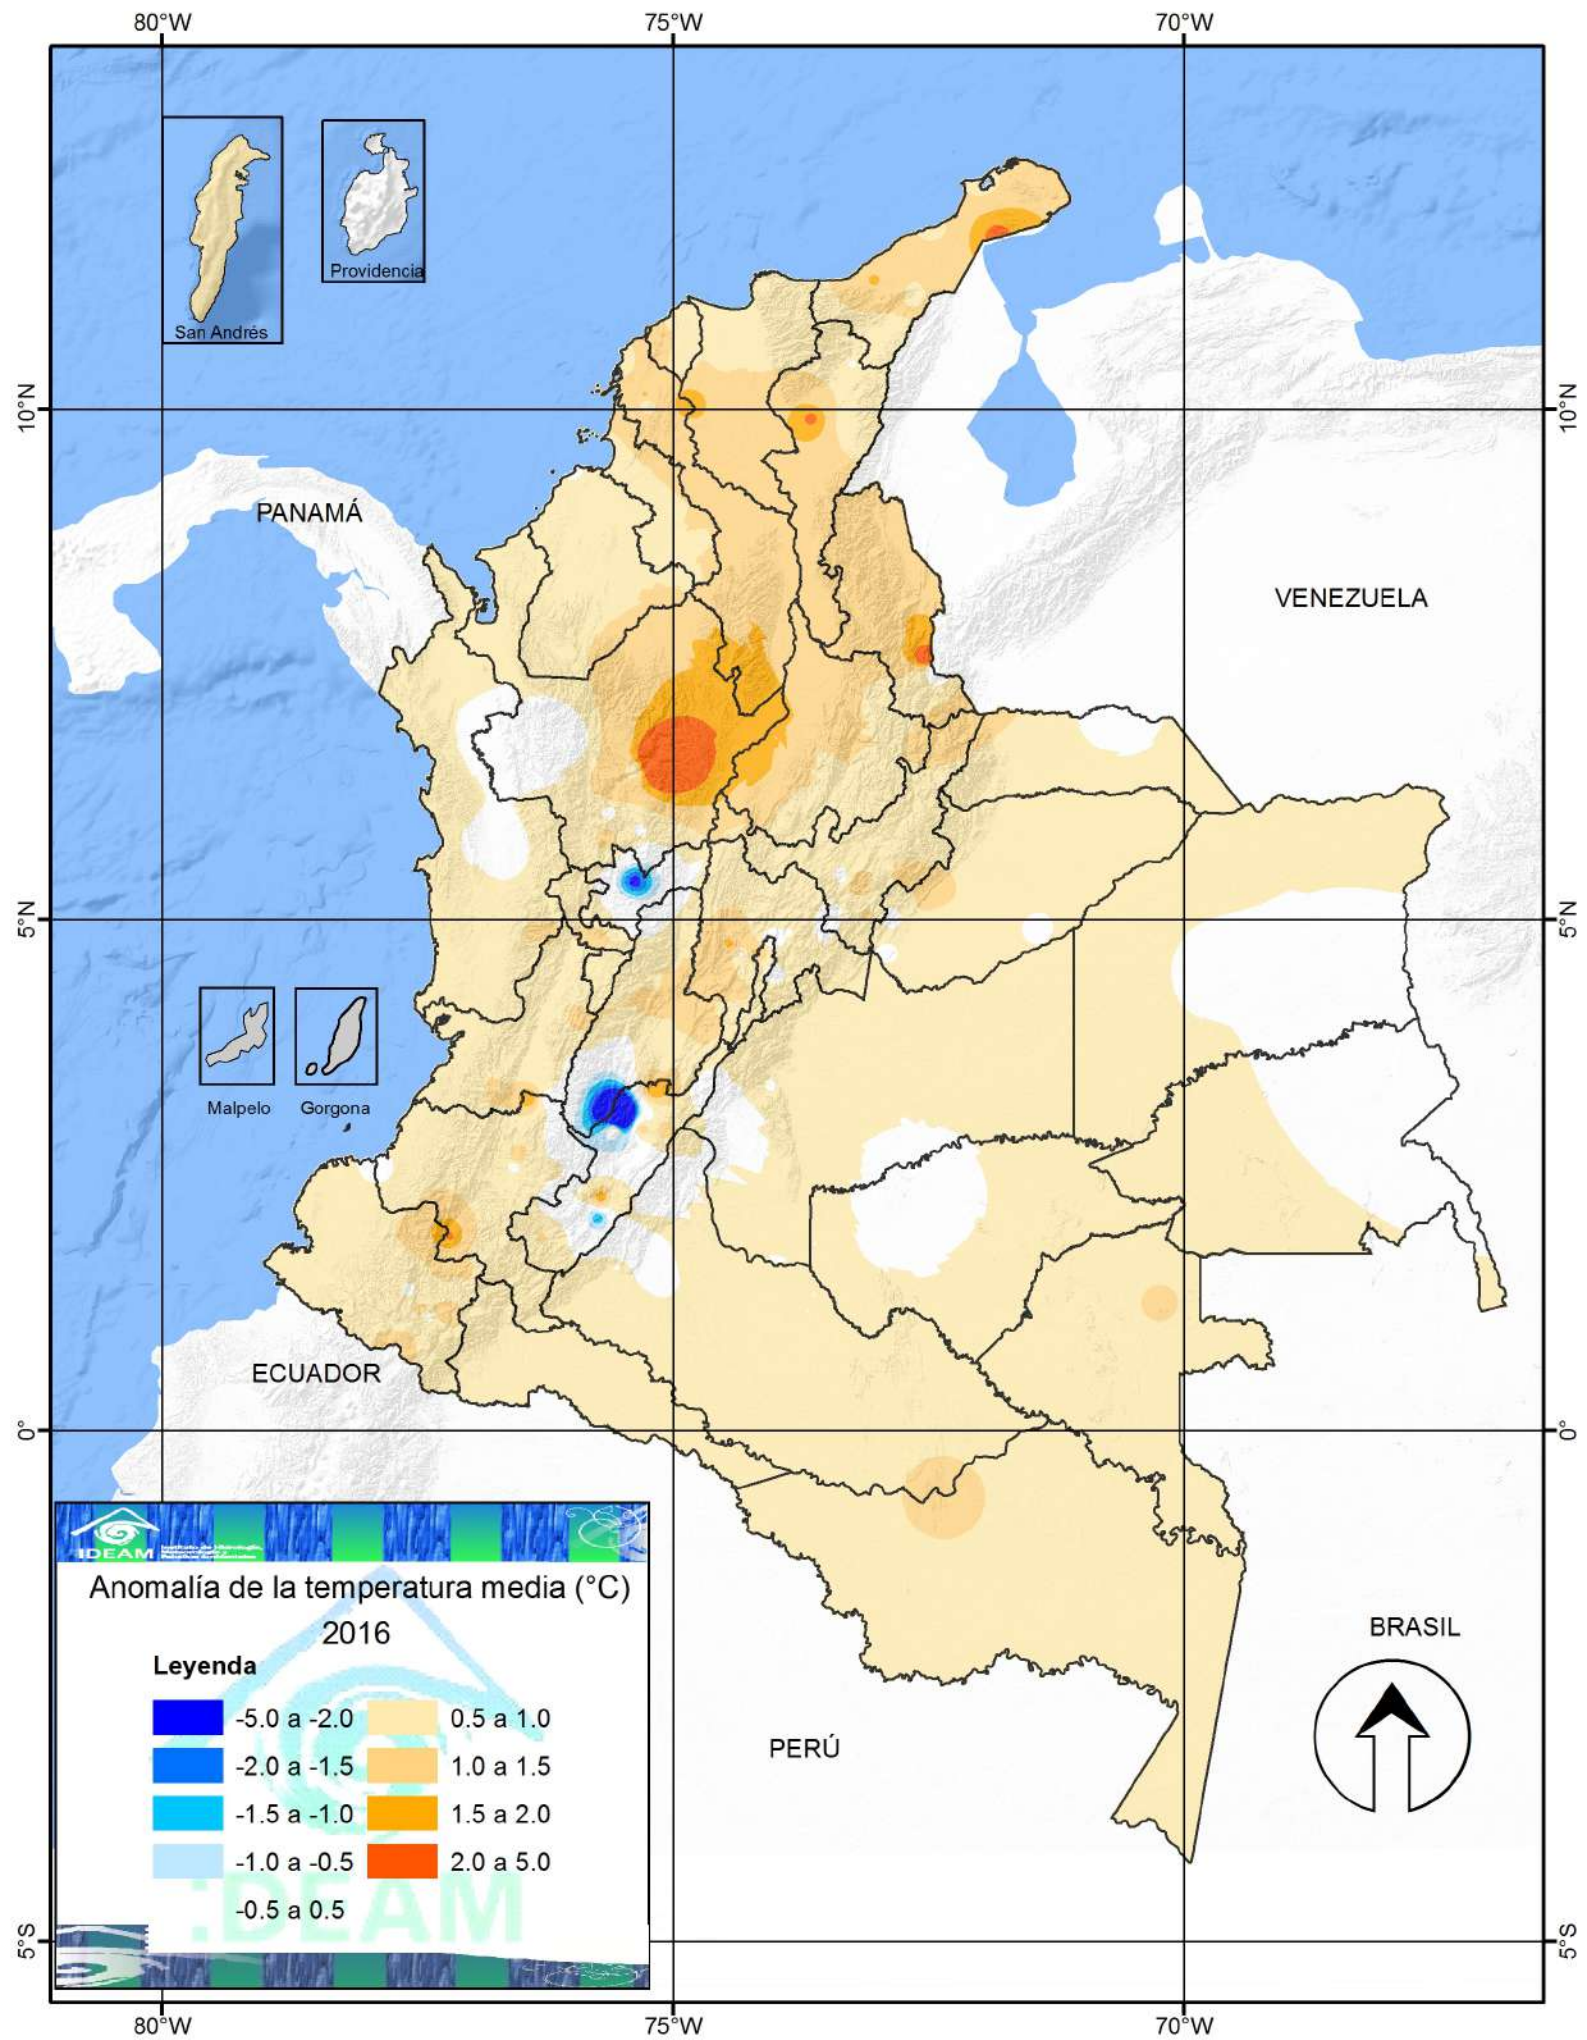 80°W 75°W 70°W
San Andrés
Providencia
10°N 10°N
PANAMÁ
VENEZUELA
5°N 5°N
Malpelo Gorgona
ECUADOR
0° 0°
IDEAM
Anomalía de la temperatura media (°C)
2016
Leyenda
-5.0 a -2.0 0.5 a 1.0
-2.0 a -1.5 1.0 a 1.5
-1.5 a -1.0 1.5 a 2.0
-1.0 a -0.5 2.0 a 5.0
-0.5 a 0.5
:DEAM
BRASIL
PERÚ
5°S 5°S
80°W 75°W 70°W